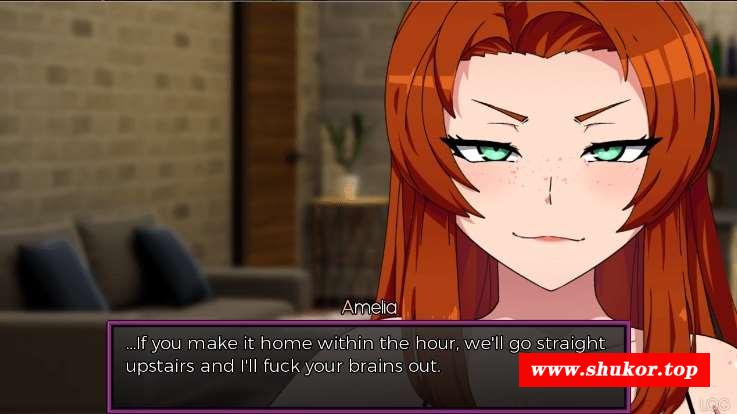 Amelia
...If you make it home within the hour, we'll go straight
upstairs and I'll fuck your brains out.
www.shukor.top
LOG